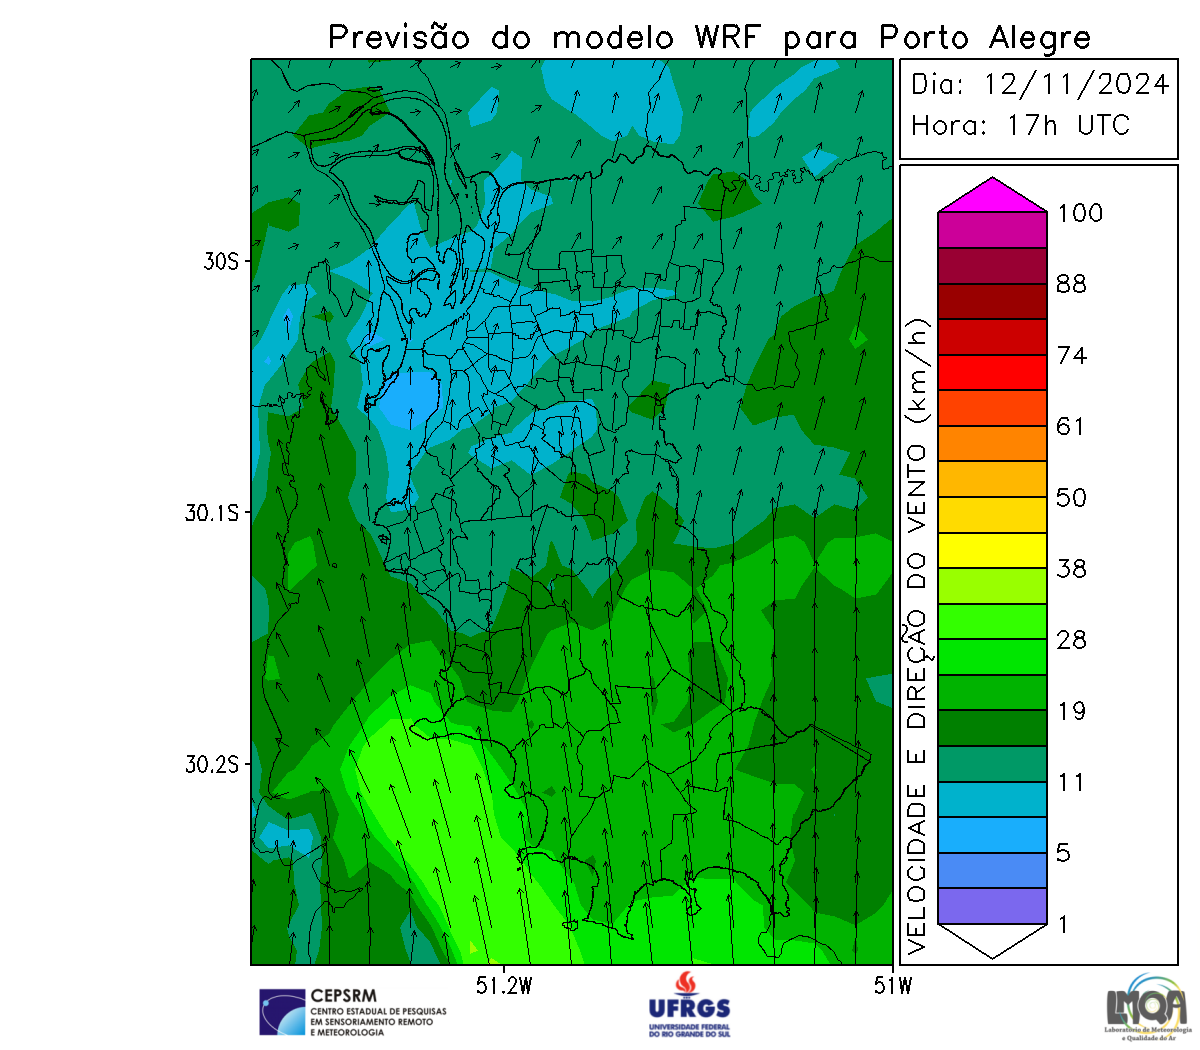 Previsão do modelo WRF para Porto Alegre
Dia: 12/11/2024
Hora: 17h UTC
100
88
74
61
50
38
28
19
11
5
1
VELOCIDADE E DIREÇÃO DO VENTO (km/h)
30S
30.1S
30.2S
51.2W
51W
CEPSRM
CENTRO ESTADUAL DE PESQUISAS
EM SENSORIAMENTO REMOTO
E METEOROLOGIA
UFRGS
UNIVERSIDADE FEDERAL
DO RIO GRANDE DO SUL
LMQA
Laboratório de Meteorologia
e Qualidade do Ar